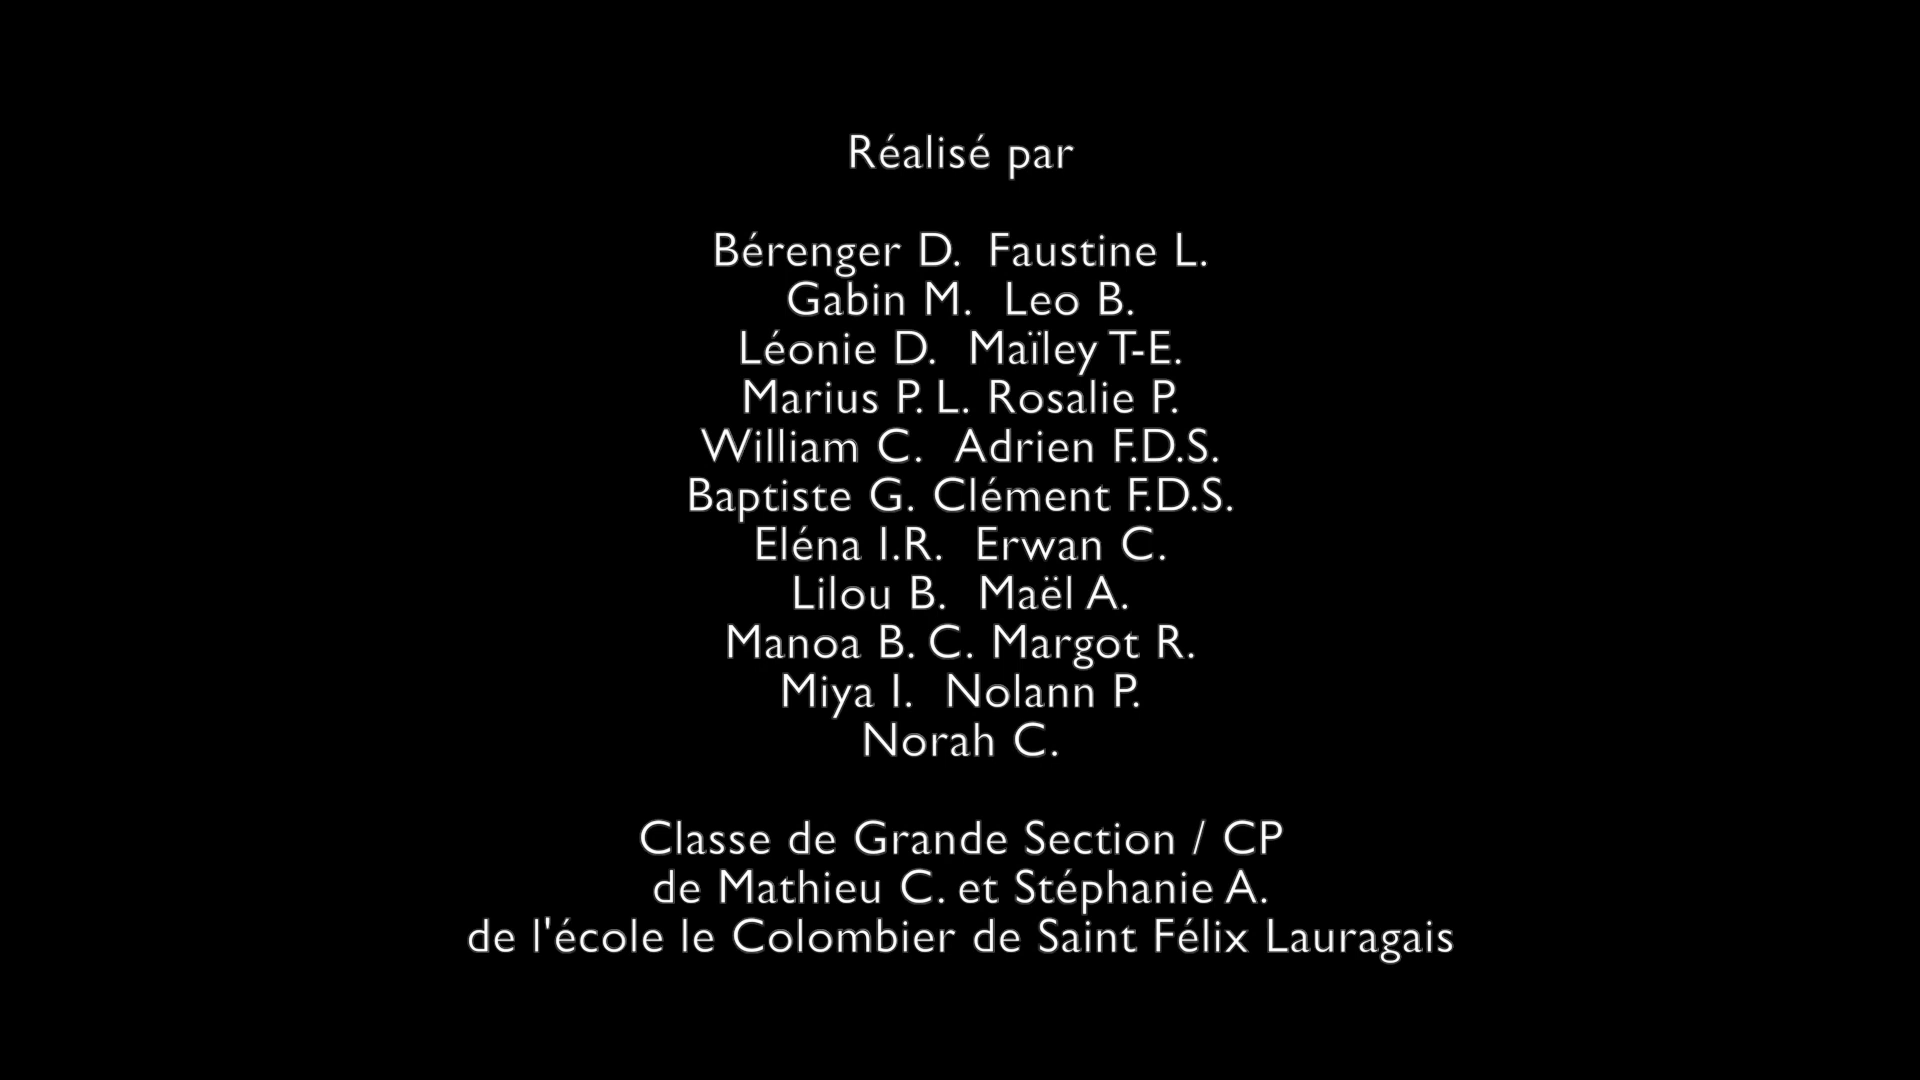 Réalisé par
Bérenger D. Faustine L.
Gabin M. Leo B.
Léonie D. Maïley T-E.
Marius P. L. Rosalie P.
William C. Adrien F.D.S.
Baptiste G. Clément F.D.S.
Eléna I.R. Erwan C.
Lilou B. Maël A.
Manoa B. C. Margot R.
Miya I. Nolann P.
Norah C.
Classe de Grande Section / CP
de Mathieu C. et Stéphanie A.
de l'école le Colombier de Saint Félix Lauragais